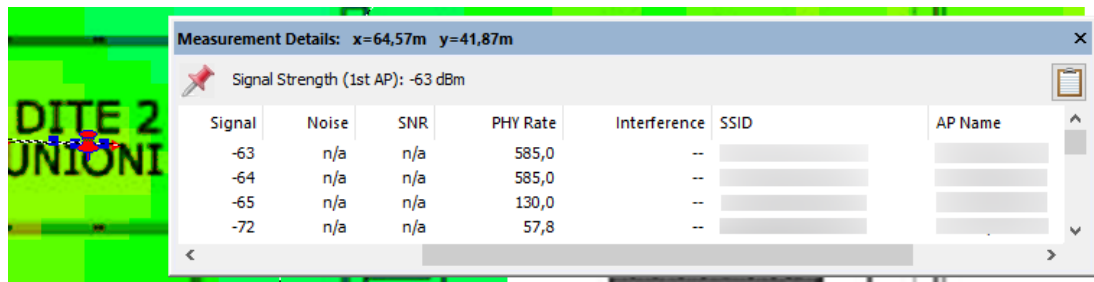 Measurement Details: x=64,57m y=41,87m
Signal Strength (1st AP): -63 dBm
DITE 2
UNIONI
Signal Noise SNR PHY Rate Interference SSID AP Name
-63 n/a n/a 585,0 --
-64 n/a n/a 585,0 --
-65 n/a n/a 130,0 --
-72 n/a n/a 57,8 --